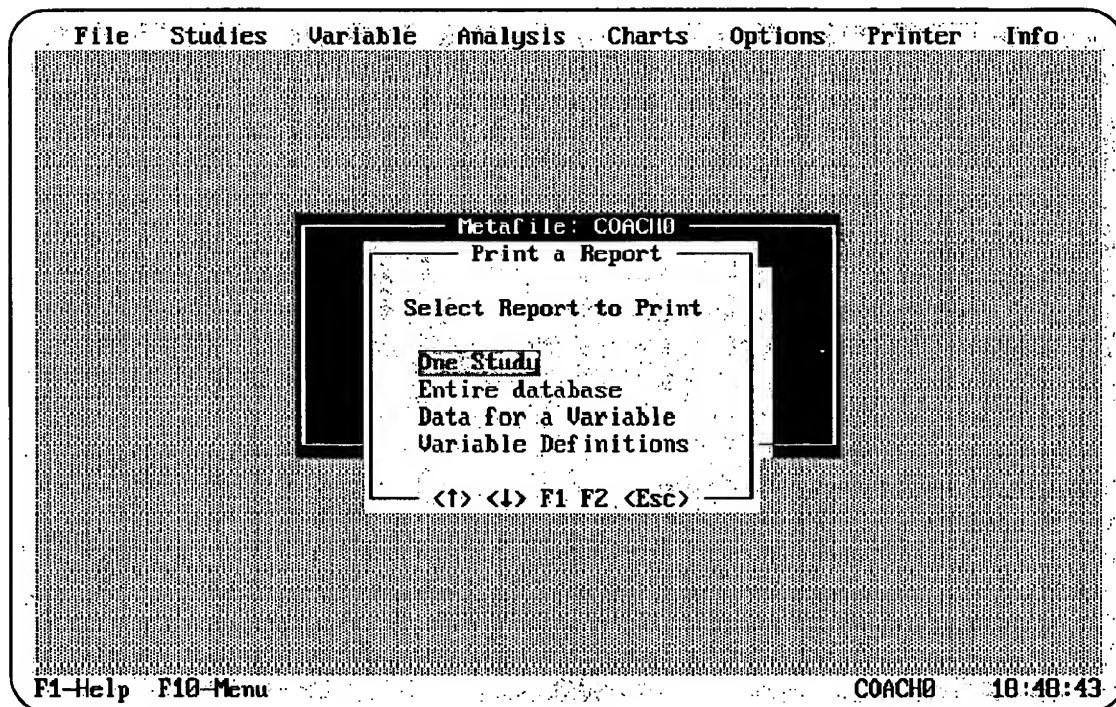 File Studies Variable Analysis Charts Options Printer Info
Metafile: COACH0
Print a Report
Select Report to Print
One Study
Entire database
Data for a Variable
Variable Definitions
<↑> <↓> F1 F2 <Esc>
F1-Help F10-Menu COACH0 18:48:43